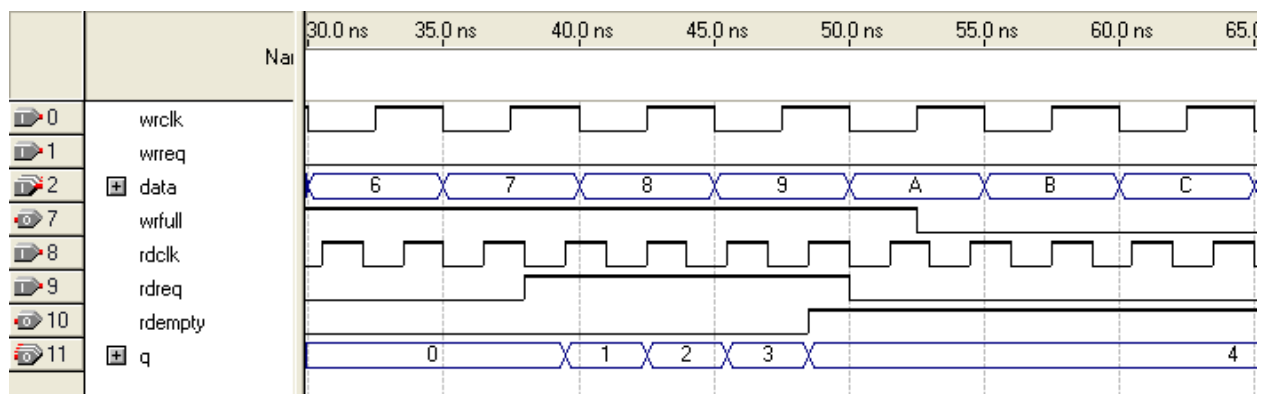 30.0 ns 35.0 ns 40.0 ns 45.0 ns 50.0 ns 55.0 ns 60.0 ns 65.0
Nai
0 wrclk
1 wrreq
2 data 6 7 8 9 A B C
7 wrfull
8 rdclk
9 rdreq
10 rdempty
11 q 0 1 2 3 4